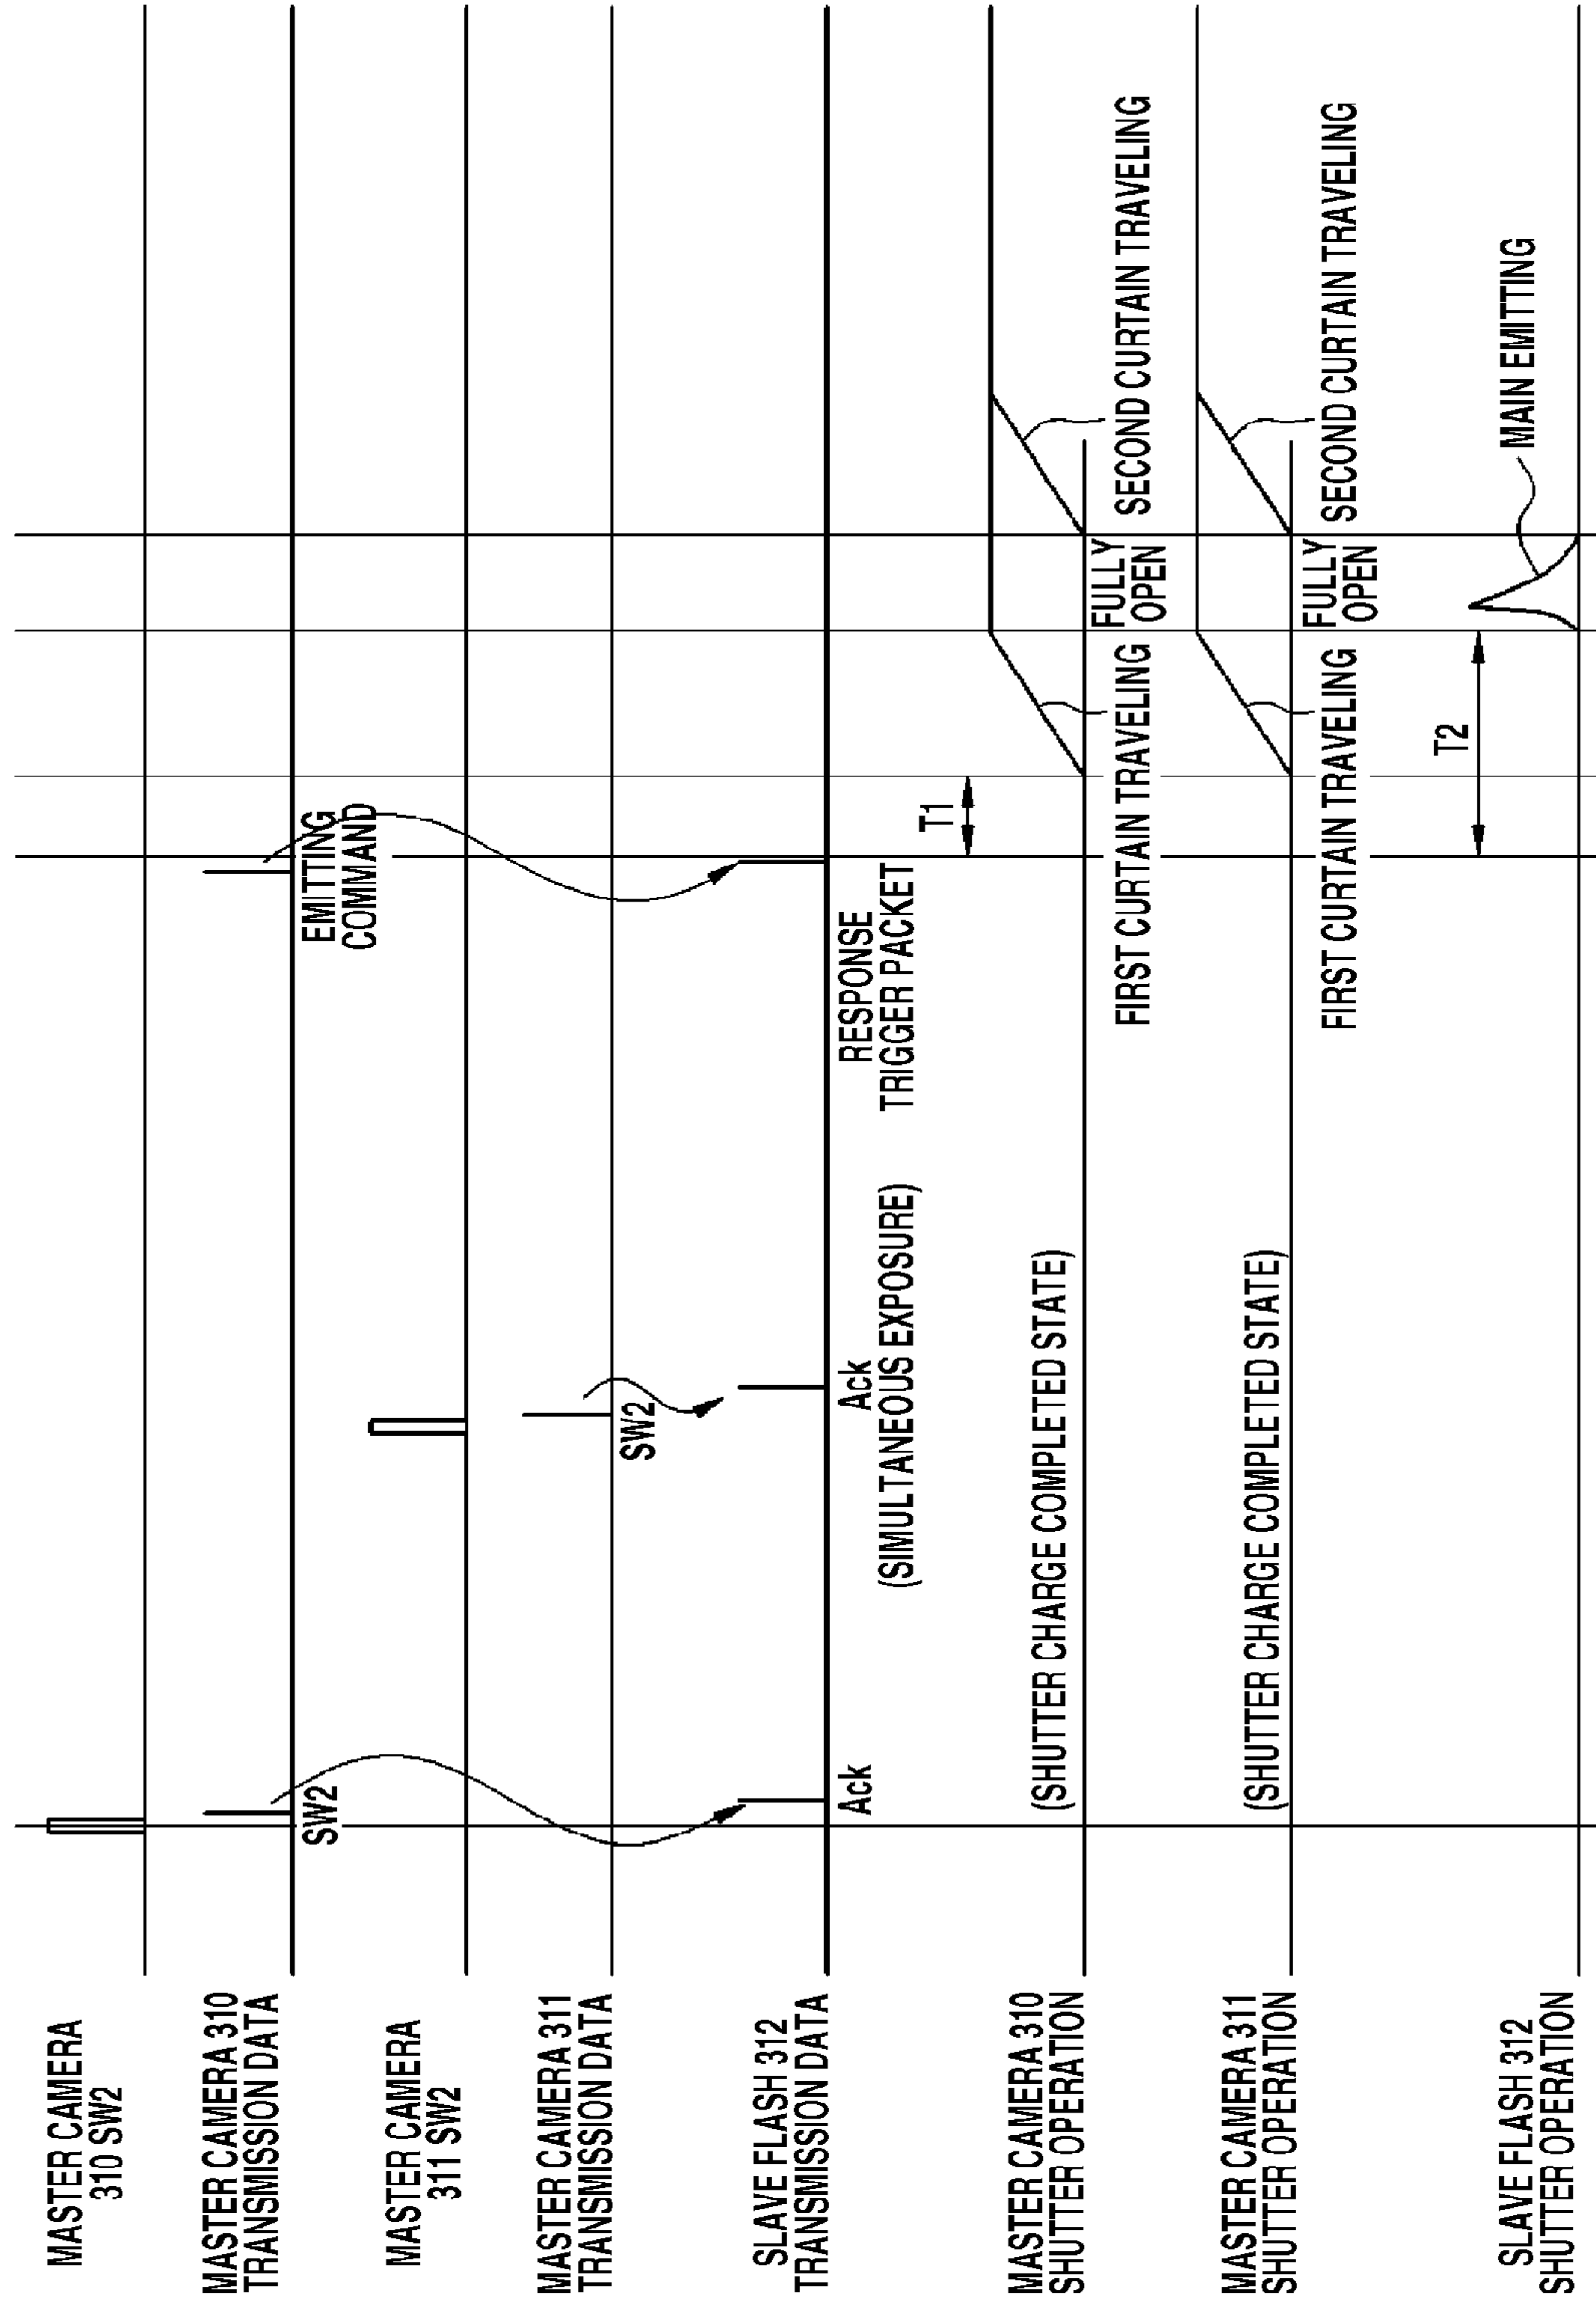 MASTER CAMERA
310 SW2
MASTER CAMERA 310
TRANSMISSION DATA
SW2
EMITTING
COMMAND
MASTER CAMERA
311 SW2
MASTER CAMERA 311
TRANSMISSION DATA
SW2
SLAVE FLASH 312
TRANSMISSION DATA
Ack
Ack
(SIMULTANEOUS EXPOSURE)
RESPONSE
TRIGGER PACKET
T1
MASTER CAMERA 310
SHUTTER OPERATION
(SHUTTER CHARGE COMPLETED STATE)
FIRST CURTAIN TRAVELING
FULLY
OPEN
SECOND CURTAIN TRAVELING
MASTER CAMERA 311
SHUTTER OPERATION
(SHUTTER CHARGE COMPLETED STATE)
FIRST CURTAIN TRAVELING
FULLY
OPEN
SECOND CURTAIN TRAVELING
T2
MAIN EMITTING
SLAVE FLASH 312
SHUTTER OPERATION